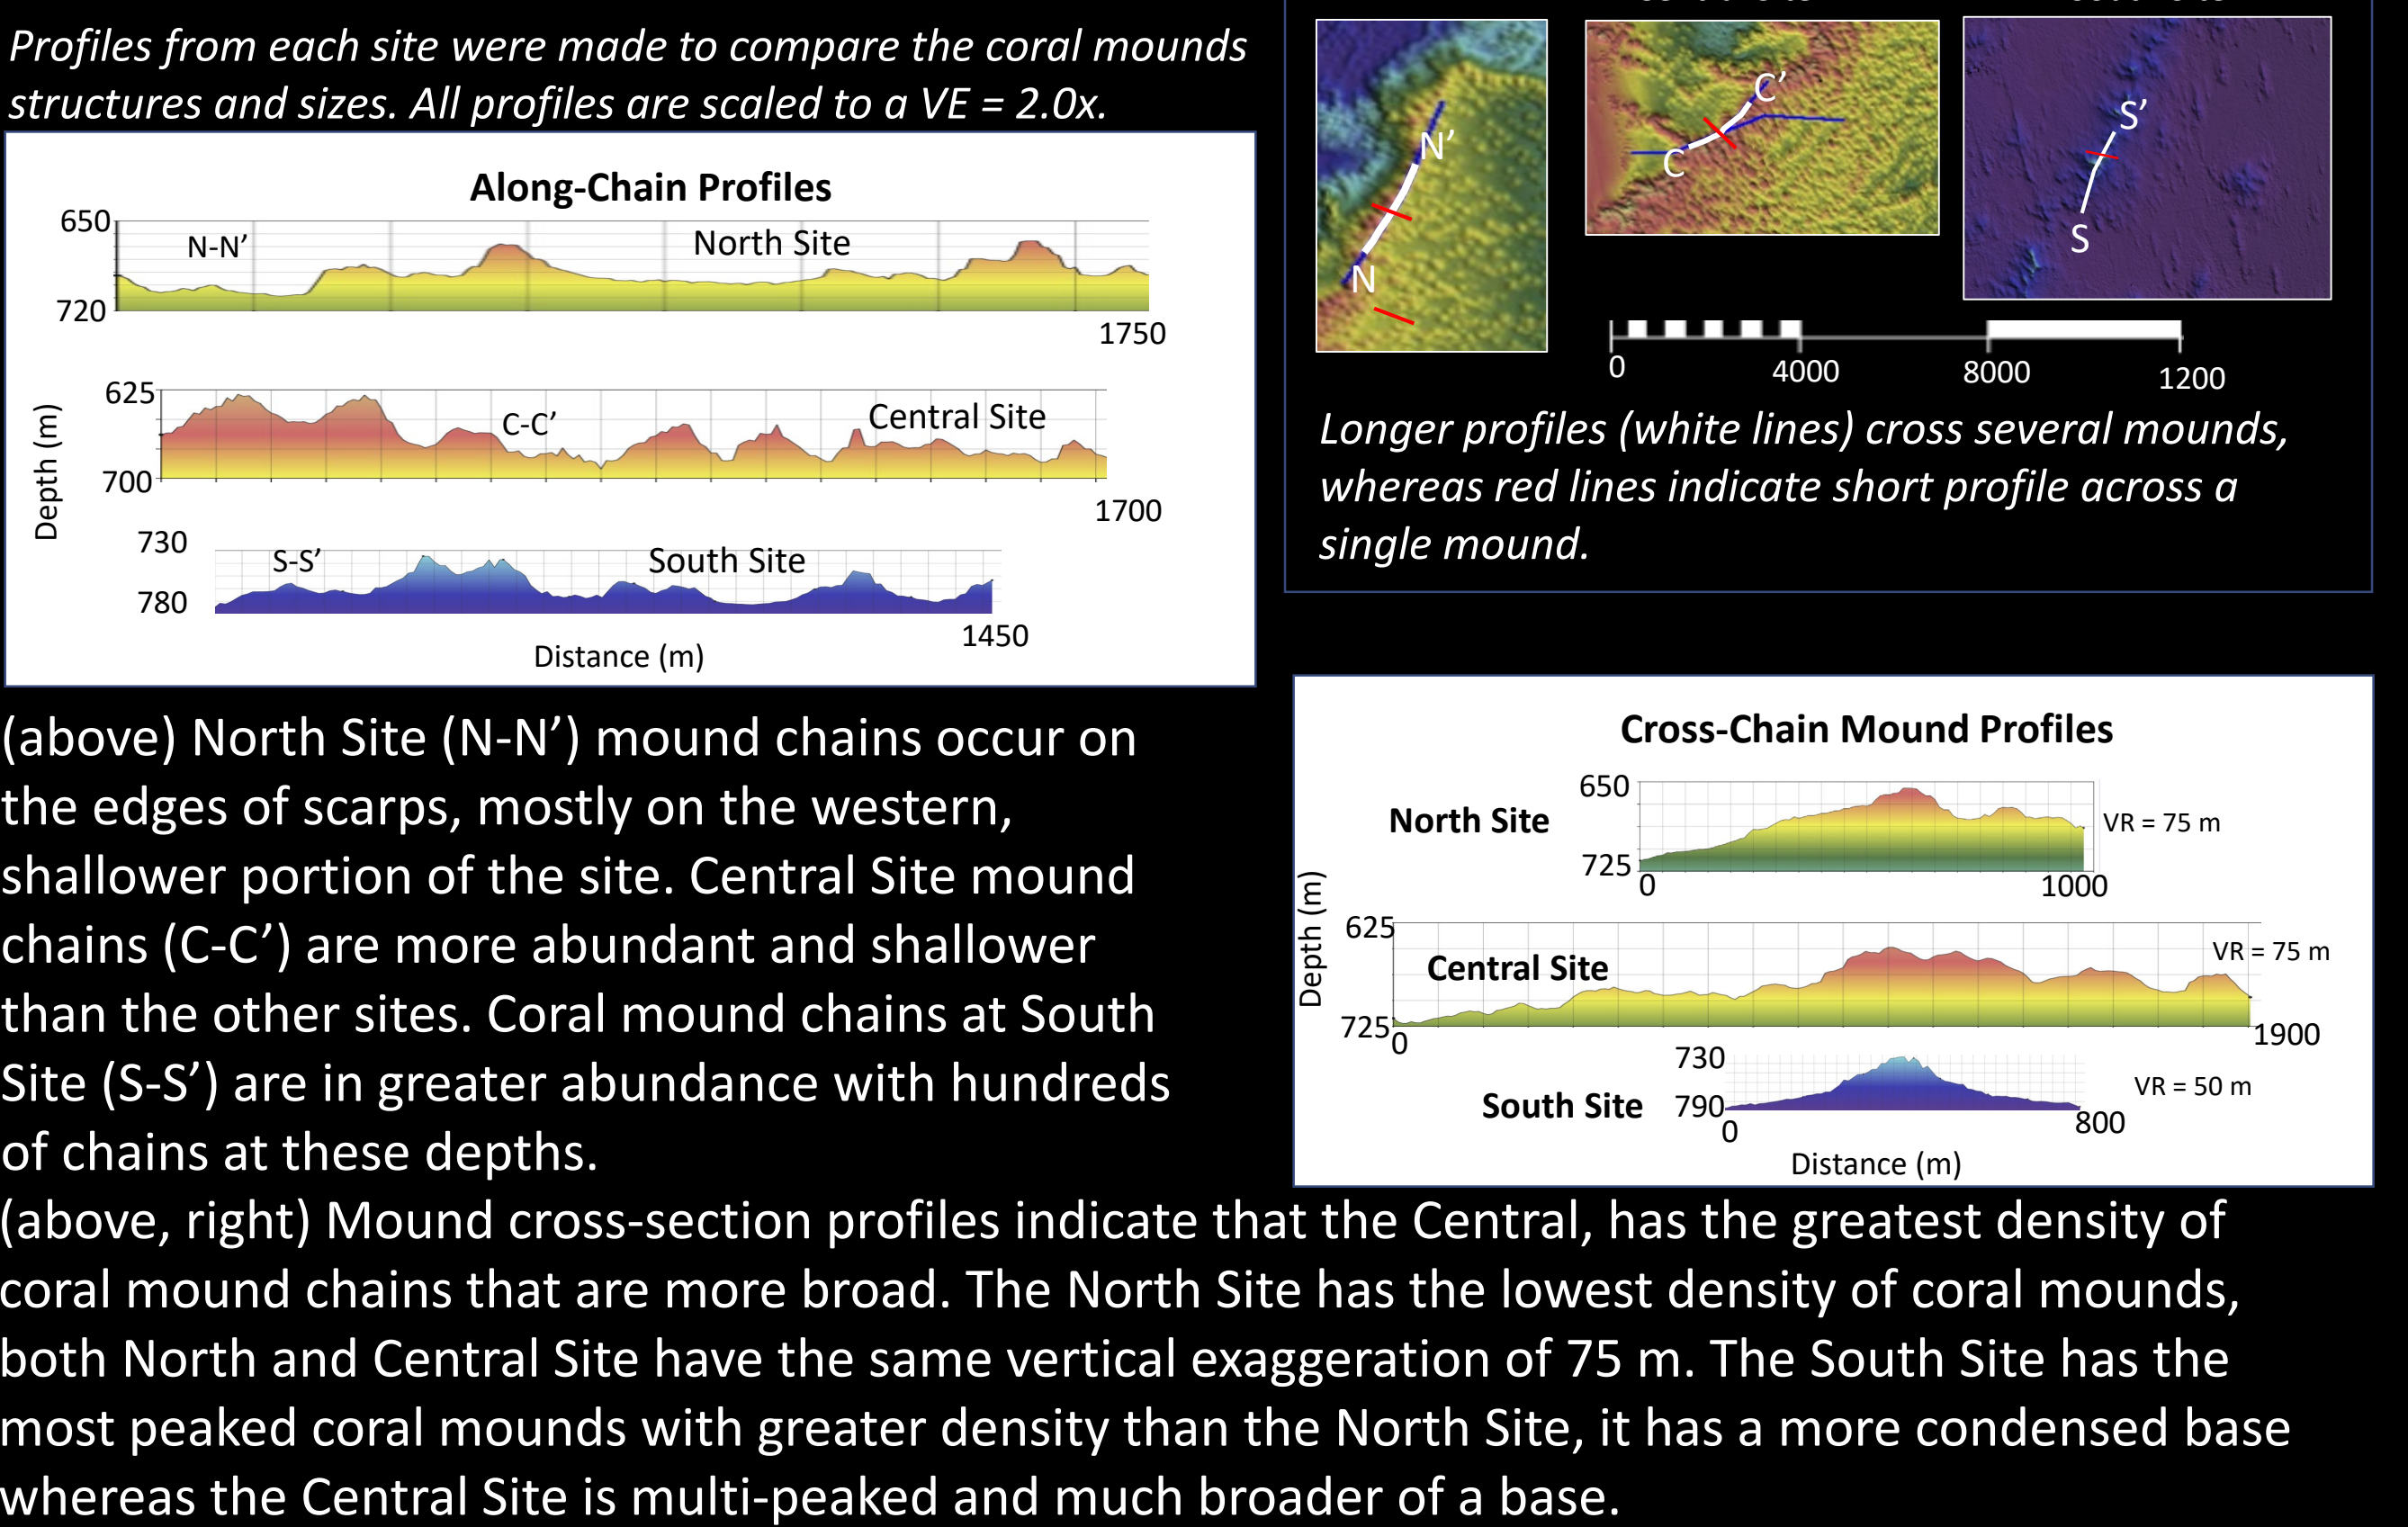 Profiles from each site were made to compare the coral mounds
structures and sizes. All profiles are scaled to a VE = 2.0x.
Along-Chain Profiles
650
N-N’
North Site
720
1750
625
C-C’
Central Site
700
1700
Depth (m)
730
S-S’
South Site
780
1450
Distance (m)
N’
N
C’
C
S’
S
0
4000
8000
1200
Longer profiles (white lines) cross several mounds,
whereas red lines indicate short profile across a
single mound.
(above) North Site (N-N’) mound chains occur on
the edges of scarps, mostly on the western,
shallower portion of the site. Central Site mound
chains (C-C’) are more abundant and shallower
than the other sites. Coral mound chains at South
Site (S-S’) are in greater abundance with hundreds
of chains at these depths.
Cross-Chain Mound Profiles
650
North Site
VR = 75 m
725
0
1000
Depth (m)
625
Central Site
VR = 75 m
725
0
1900
730
South Site
790
VR = 50 m
0
800
Distance (m)
(above, right) Mound cross-section profiles indicate that the Central, has the greatest density of
coral mound chains that are more broad. The North Site has the lowest density of coral mounds,
both North and Central Site have the same vertical exaggeration of 75 m. The South Site has the
most peaked coral mounds with greater density than the North Site, it has a more condensed base
whereas the Central Site is multi-peaked and much broader of a base.